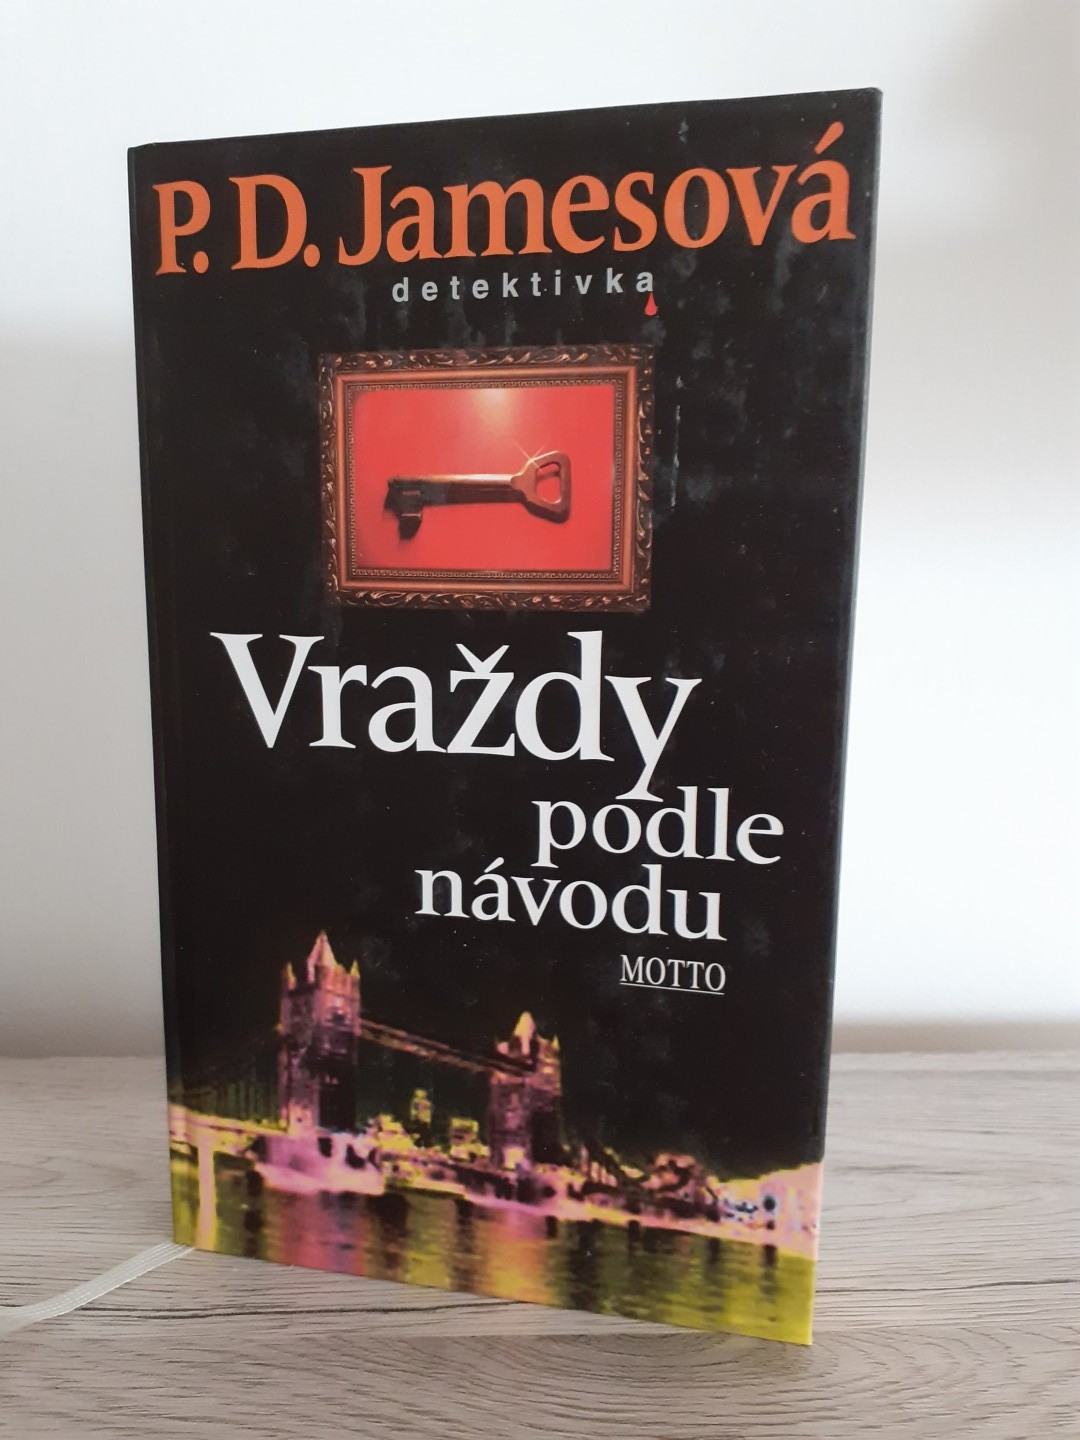 P. D. Jamesová
detektivka
Vraždy
podle
návodu
MOTTO